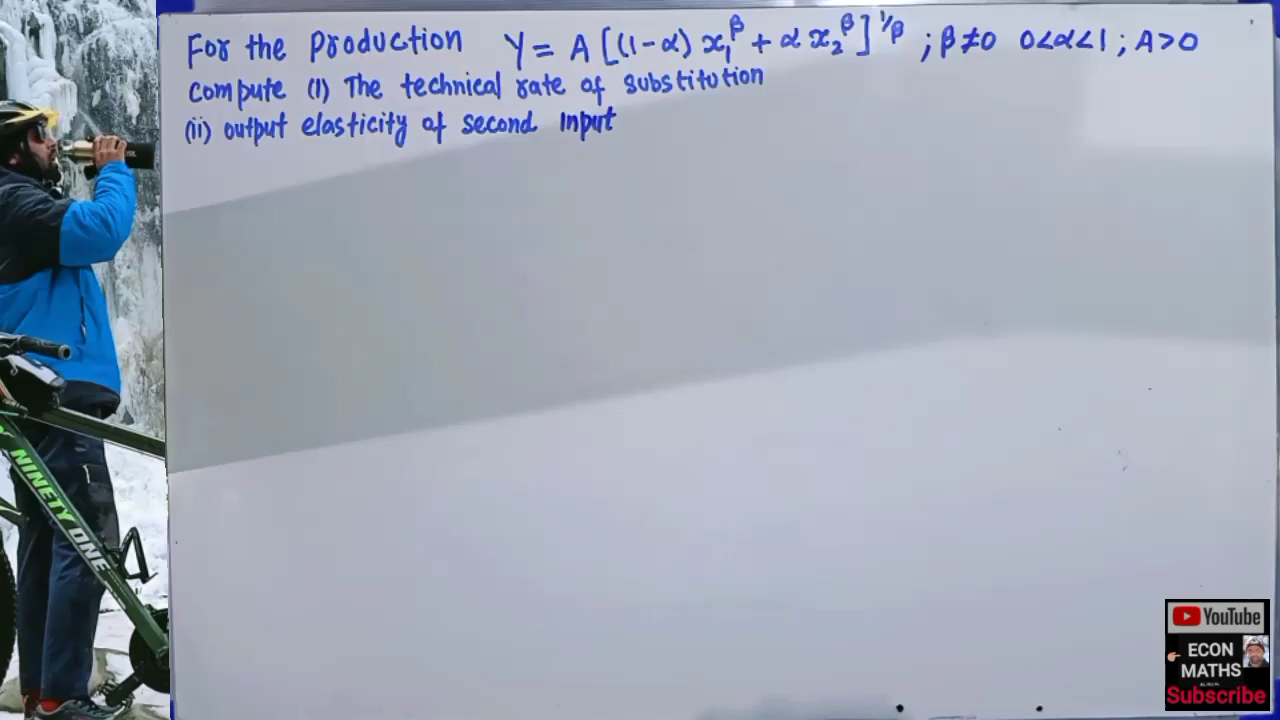 For the Production Y = A [(1-α) x₁^β + α x₂^β]^1/β ; β≠0 0<α<1 ; A>0
compute (i) The technical rate of substitution
(ii) output elasticity of second Input
NINETY ONE
YouTube
ECON
MATHS
Subscribe